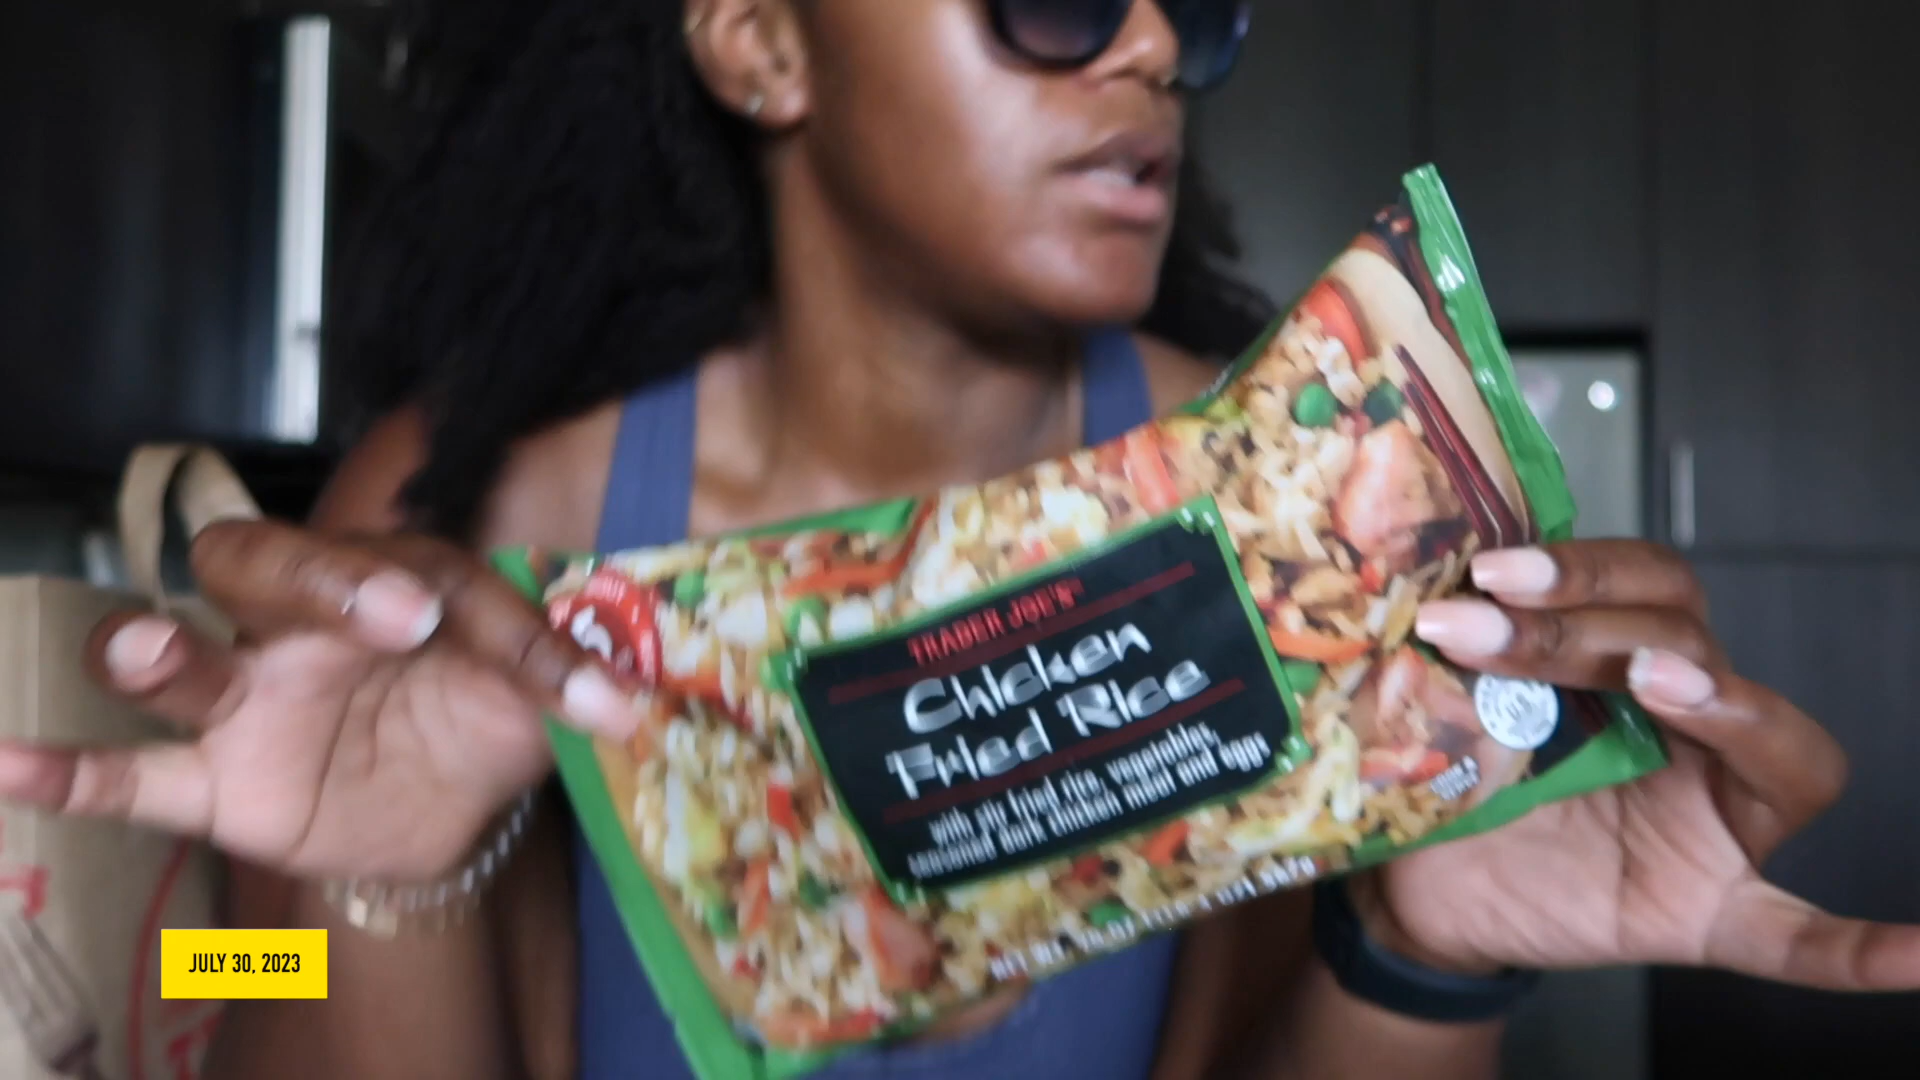 TRADER JOE'S
Chicken
Fried Rice
with stir fried rice, vegetables,
seasoned dark chicken meat and eggs
JULY 30, 2023